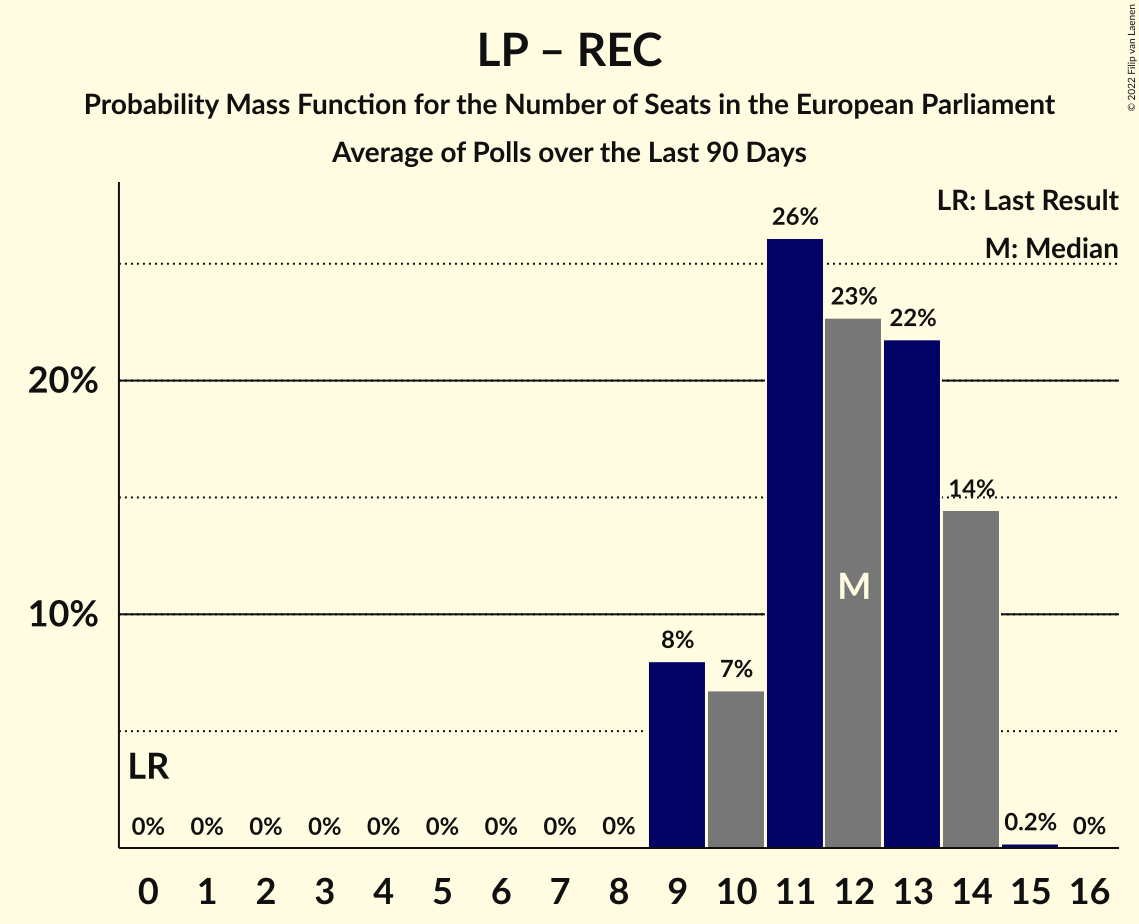 LP – REC
Probability Mass Function for the Number of Seats in the European Parliament
Average of Polls over the Last 90 Days
© 2022 Filip van Laenen
LR: Last Result
M: Median
26%
23%
22%
20%
14%
M
10%
8%
7%
LR
0% 0% 0% 0% 0% 0% 0% 0% 0% 0.2% 0%
0 1 2 3 4 5 6 7 8 9 10 11 12 13 14 15 16